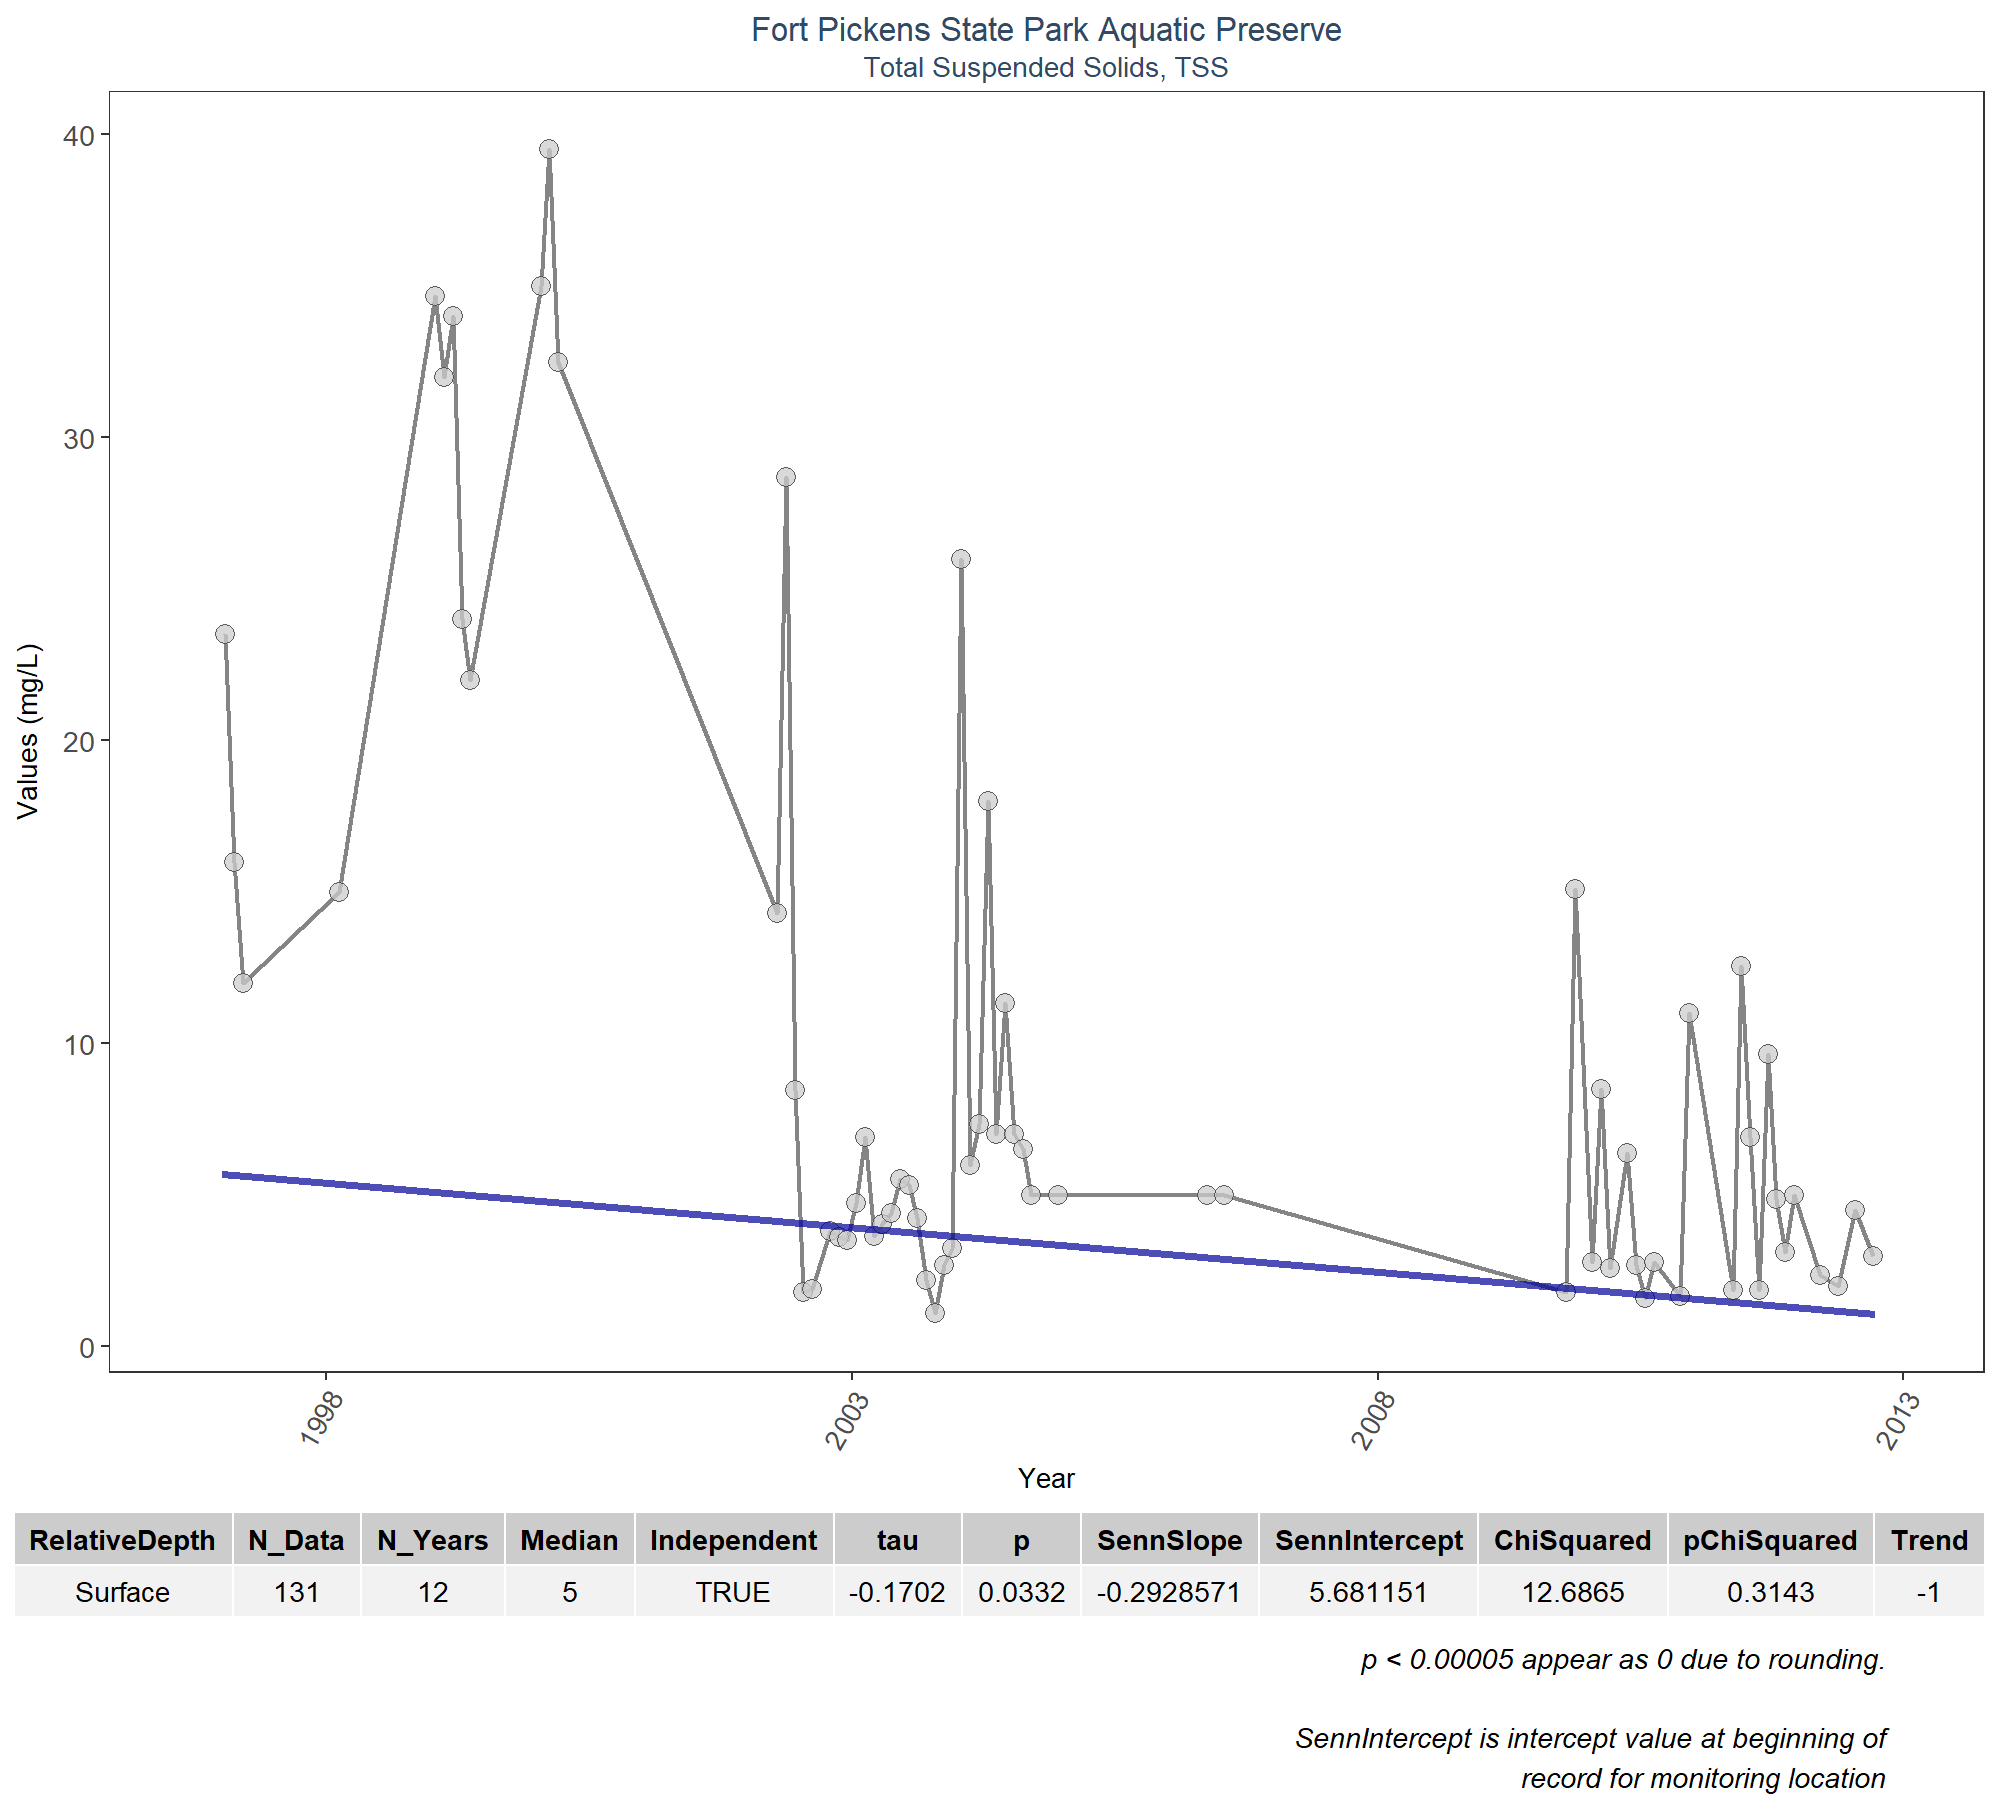 Fort Pickens State Park Aquatic Preserve
Total Suspended Solids, TSS
Values (mg/L)
40
30
20
10
0
1998
2003
2008
2013
Year
RelativeDepth N_Data N_Years Median Independent tau p SennSlope SennIntercept ChiSquared pChiSquared Trend
Surface 131 12 5 TRUE -0.1702 0.0332 -0.2928571 5.681151 12.6865 0.3143 -1
p < 0.00005 appear as 0 due to rounding.
SennIntercept is intercept value at beginning of
record for monitoring location